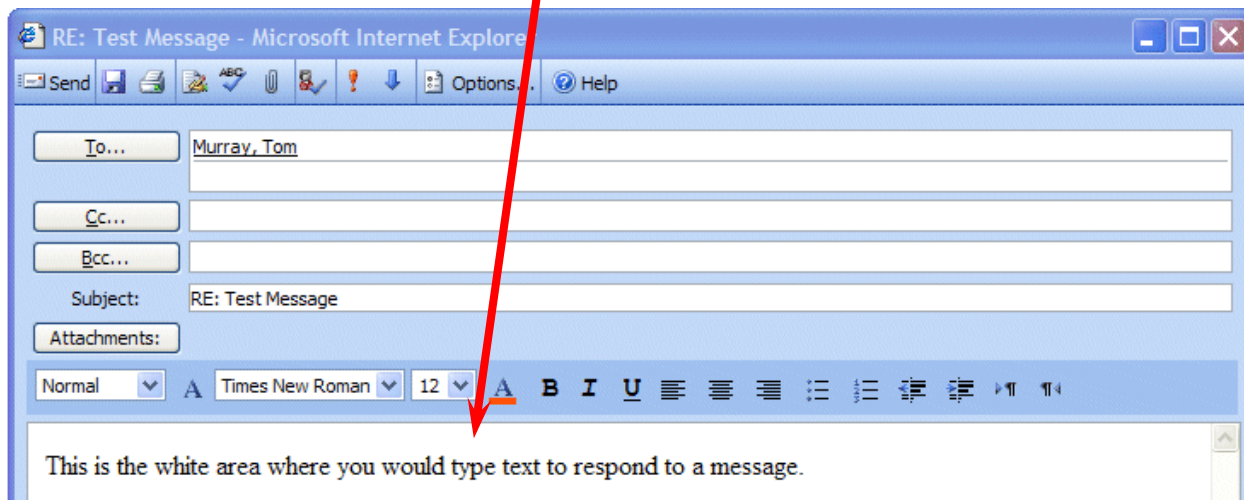 RE: Test Message - Microsoft Internet Explore
Send ABC Options... Help
To... Murray, Tom
Cc...
Bcc...
Subject: RE: Test Message
Attachments:
Normal A Times New Roman 12 A B I U
This is the white area where you would type text to respond to a message.